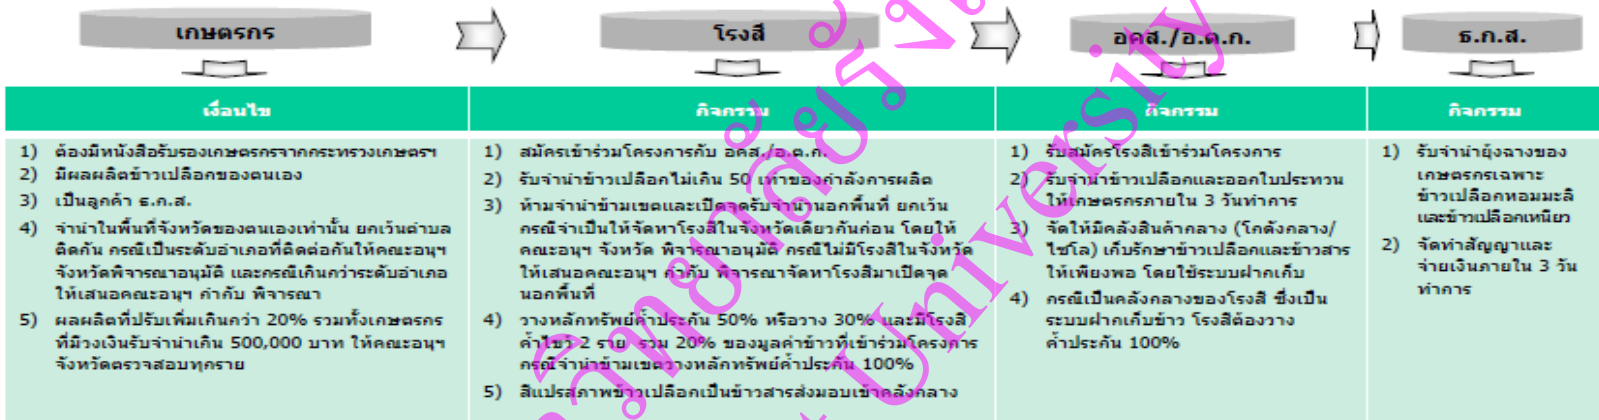 เกษตรกร
โรงสี
อคส./อ.ต.ก.
ธ.ก.ส.
เงื่อนไข
กิจกรรม
กิจกรรม
กิจกรรม
1) ต้องมีหนังสือรับรองเกษตรกรจากกระทรวงเกษตรฯ
2) มีผลผลิตข้าวเปลือกของตนเอง
3) เป็นลูกค้า ธ.ก.ส.
4) จำนำในพื้นที่จังหวัดของตนเองเท่านั้น ยกเว้นตำบล
ติดกัน กรณีเป็นระดับอำเภอที่ติดต่อกันให้คณะอนุฯ
จังหวัดพิจารณาอนุมัติ และกรณีเกินกว่าระดับอำเภอ
ให้เสนอคณะอนุฯ กำกับ พิจารณา
5) ผลผลิตที่ปรับเพิ่มเกินกว่า 20% รวมทั้งเกษตรกร
ที่มีวงเงินรับจำนำเกิน 500,000 บาท ให้คณะอนุฯ
จังหวัดตรวจสอบทุกราย
1) สมัครเข้าร่วมโครงการกับ อคส./อ.ต.ก.
2) รับจำนำข้าวเปลือกไม่เกิน 50 เท่าของกำลังการผลิต
3) ห้ามจำนำข้ามเขตและเปิดจุดรับจำนำนอกพื้นที่ ยกเว้น
กรณีจำเป็นให้จัดหาโรงสีในจังหวัดเดียวกันก่อน โดยให้
คณะอนุฯ จังหวัด พิจารณาอนุมัติ กรณีไม่มีโรงสีในจังหวัด
ให้เสนอคณะอนุฯ กำกับ พิจารณาจัดหาโรงสีมาเปิดจุด
นอกพื้นที่
4) วางหลักทรัพย์ค้ำประกัน 50% หรือวาง 30% และมีโรงสี
ค้ำไขว้ 2 ราย รวม 20% ของมูลค่าข้าวที่เข้าร่วมโครงการ
กรณีจำนำข้ามเขตวางหลักทรัพย์ค้ำประกัน 100%
5) สีแปรสภาพข้าวเปลือกเป็นข้าวสารส่งมอบเข้าคลังกลาง
1) รับสมัครโรงสีเข้าร่วมโครงการ
2) รับจำนำข้าวเปลือกและออกใบประทวน
ให้เกษตรกรภายใน 3 วันทำการ
3) จัดให้มีคลังสินค้ากลาง (โกดังกลาง/
ไซโล) เก็บรักษาข้าวเปลือกและข้าวสาร
ให้เพียงพอ โดยใช้ระบบฝากเก็บ
4) กรณีเป็นคลังกลางของโรงสี ซึ่งเป็น
ระบบฝากเก็บข้าว โรงสีต้องวาง
ค้ำประกัน 100%
1) รับจำนำยุ้งฉางของ
เกษตรกรเฉพาะ
ข้าวเปลือกหอมมะลิ
และข้าวเปลือกเหนียว
2) จัดทำสัญญาและ
จ่ายเงินภายใน 3 วัน
ทำการ
University